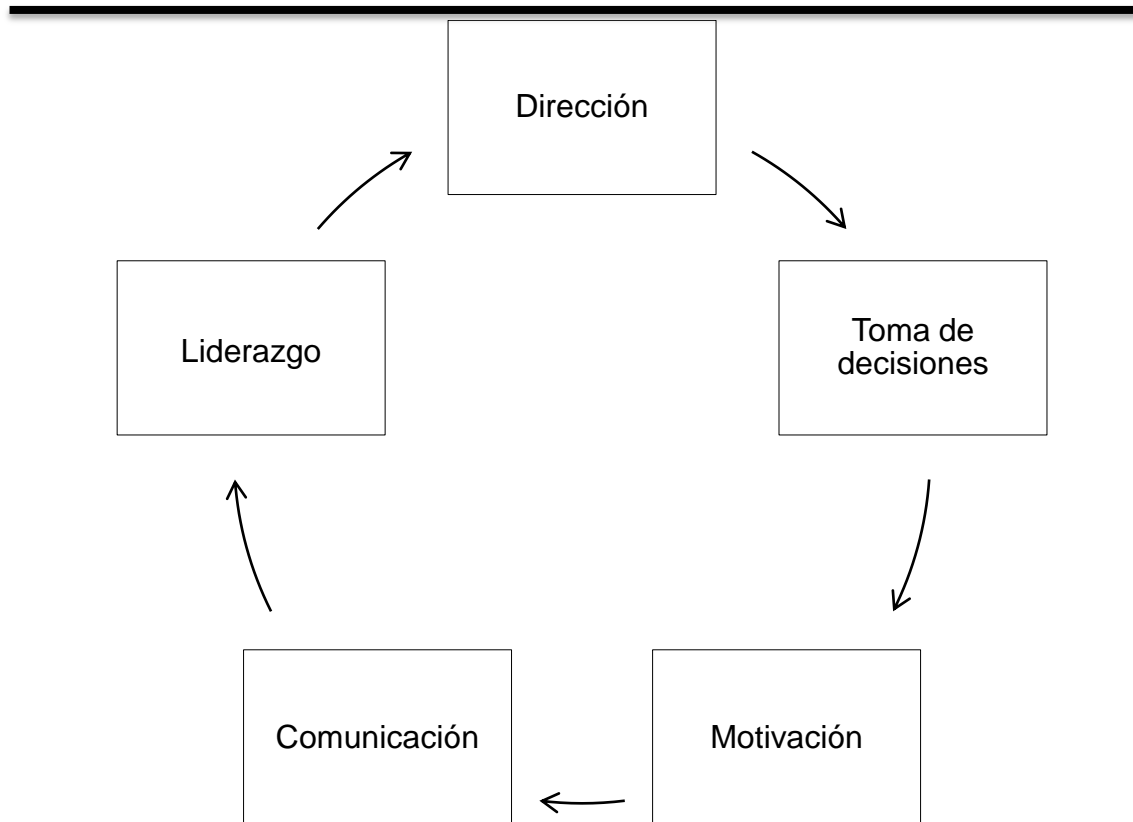 Dirección
Toma de
decisiones
Motivación
Comunicación
Liderazgo